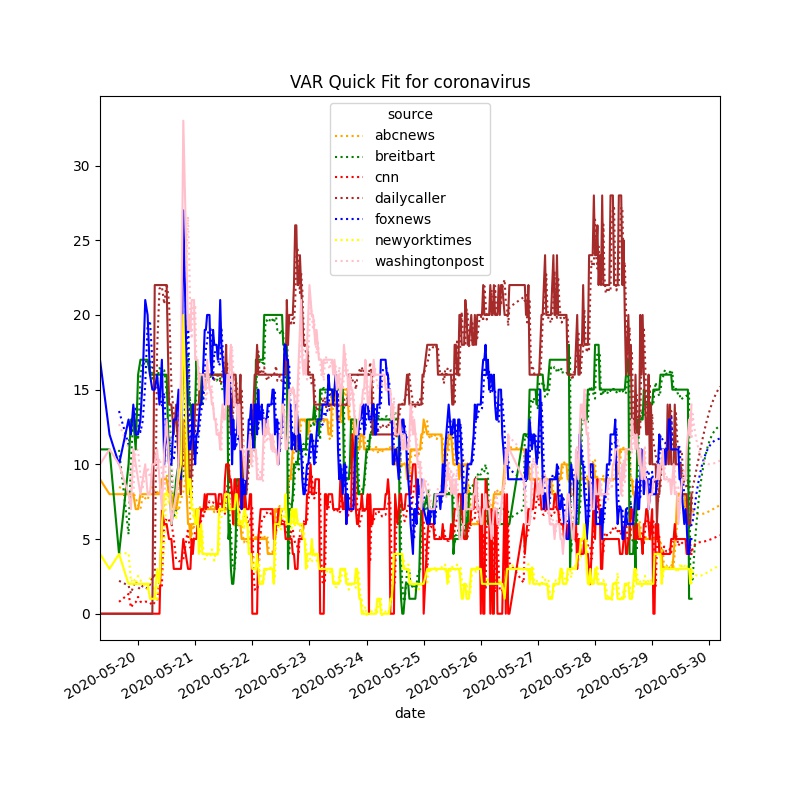 VAR Quick Fit for coronavirus
source
abcnews
breitbart
cnn
dailycaller
foxnews
newyorktimes
washingtonpost
30
25
20
15
10
5
0
2020-05-20
2020-05-21
2020-05-22
2020-05-23
2020-05-24
2020-05-25
2020-05-26
2020-05-27
2020-05-28
2020-05-29
2020-05-30
date